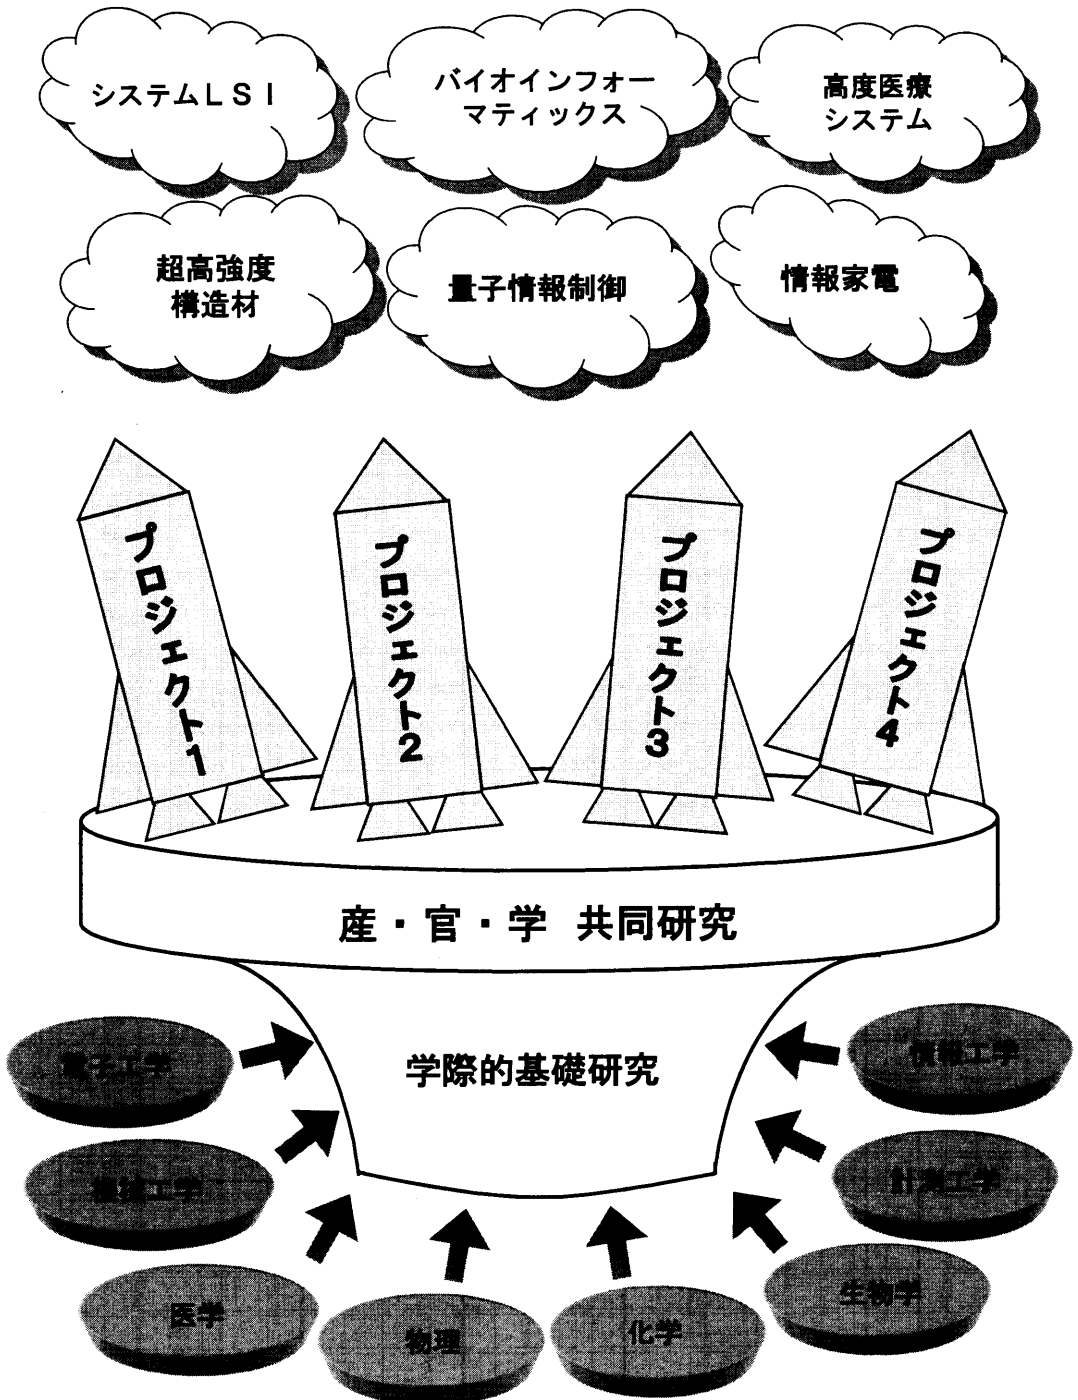 システムＬＳＩ
バイオインフォー
マティックス
高度医療
システム
超高強度
構造材
量子情報制御
情報家電
プロジェクト1
プロジェクト2
プロジェクト3
プロジェクト4
産・官・学 共同研究
学際的基礎研究
電子工学
情報工学
機械工学
計測工学
医学
物理
化学
生物学